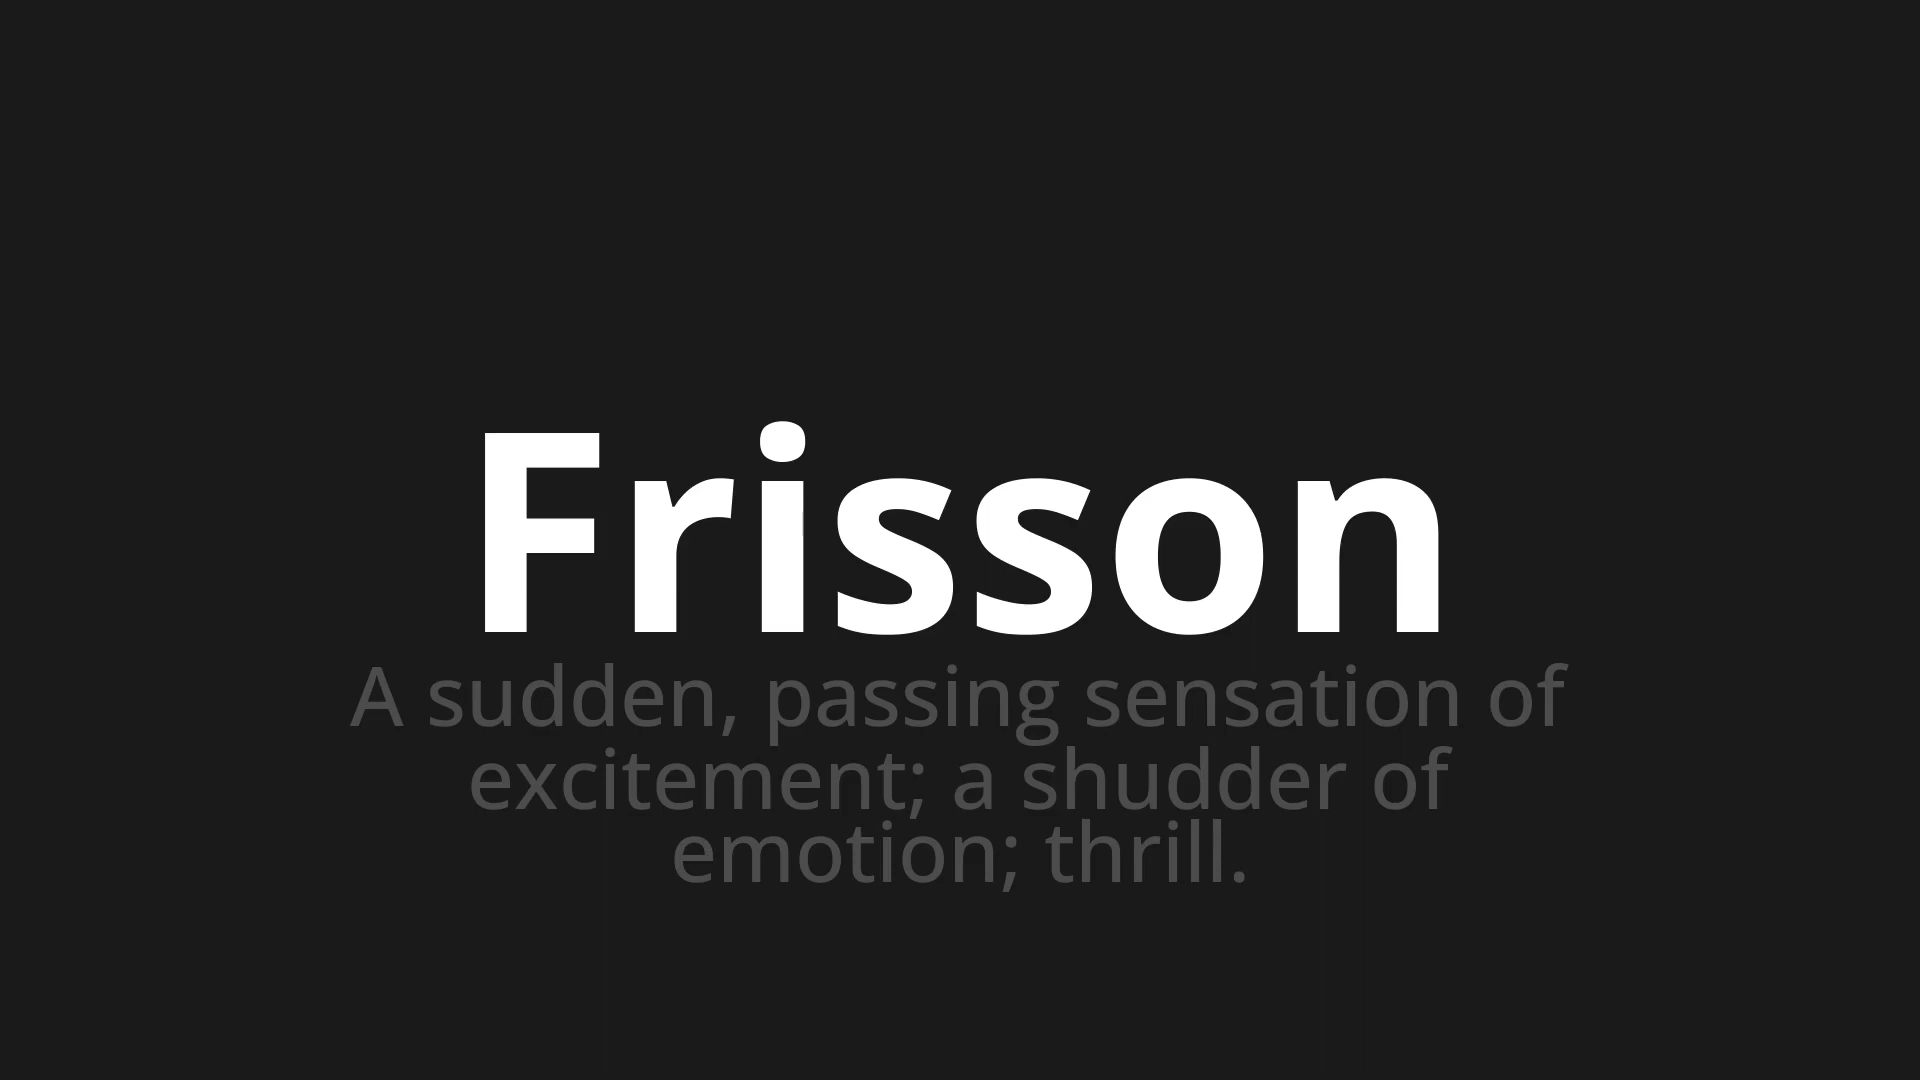 Frisson
A sudden, passing sensation of
excitement; a shudder of
emotion; thrill.